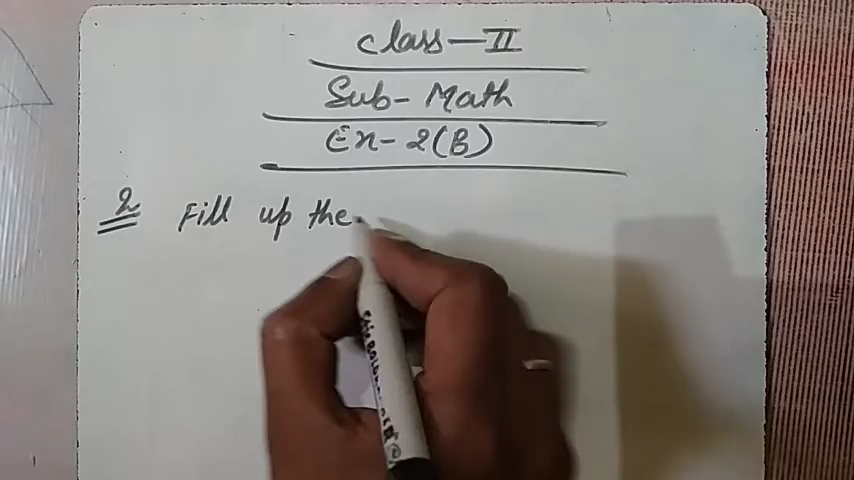 Class-II
Sub- Math
Ex- 2(B)
2 Fill up the